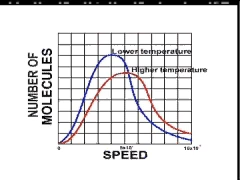 Lower temperature
Higher temperature
NUMBER OF
MOLECULES
0
SPEED